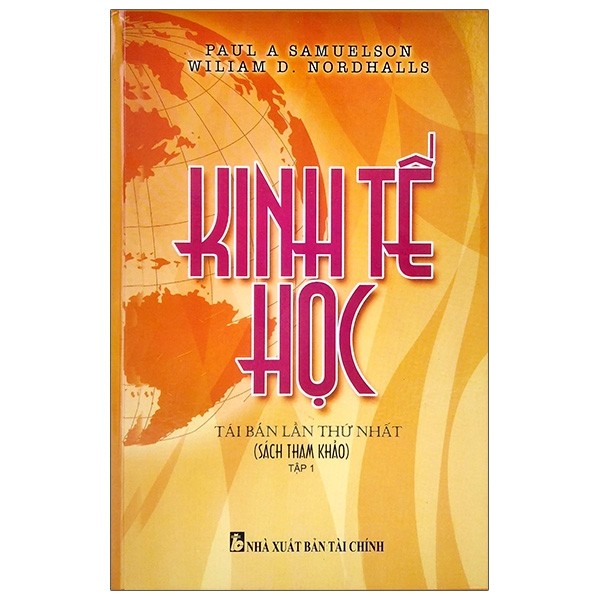 PAUL A SAMUELSON
WILIAM D. NORDHALLS
KINH TẾ
HỌC
TÁI BẢN LẦN THỨ NHẤT
(SÁCH THAM KHẢO)
TẬP 1
NHÀ XUẤT BẢN TÀI CHÍNH